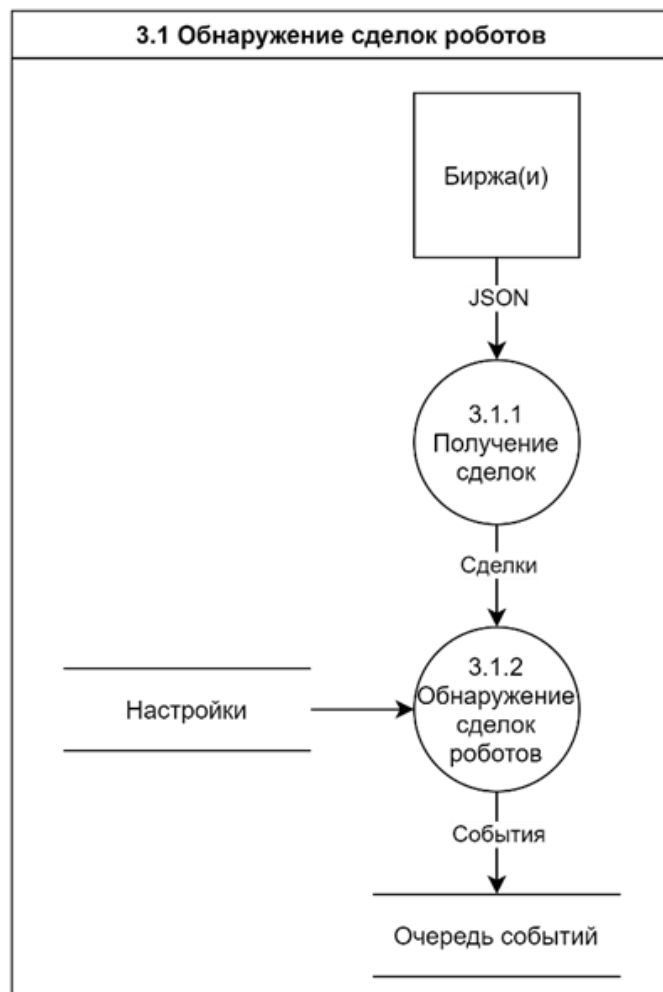 3.1 Обнаружение сделок роботов
Биржа(и)
JSON
3.1.1
Получение
сделок
Сделки
3.1.2
Обнаружение
сделок
роботов
Настройки
События
Очередь событий